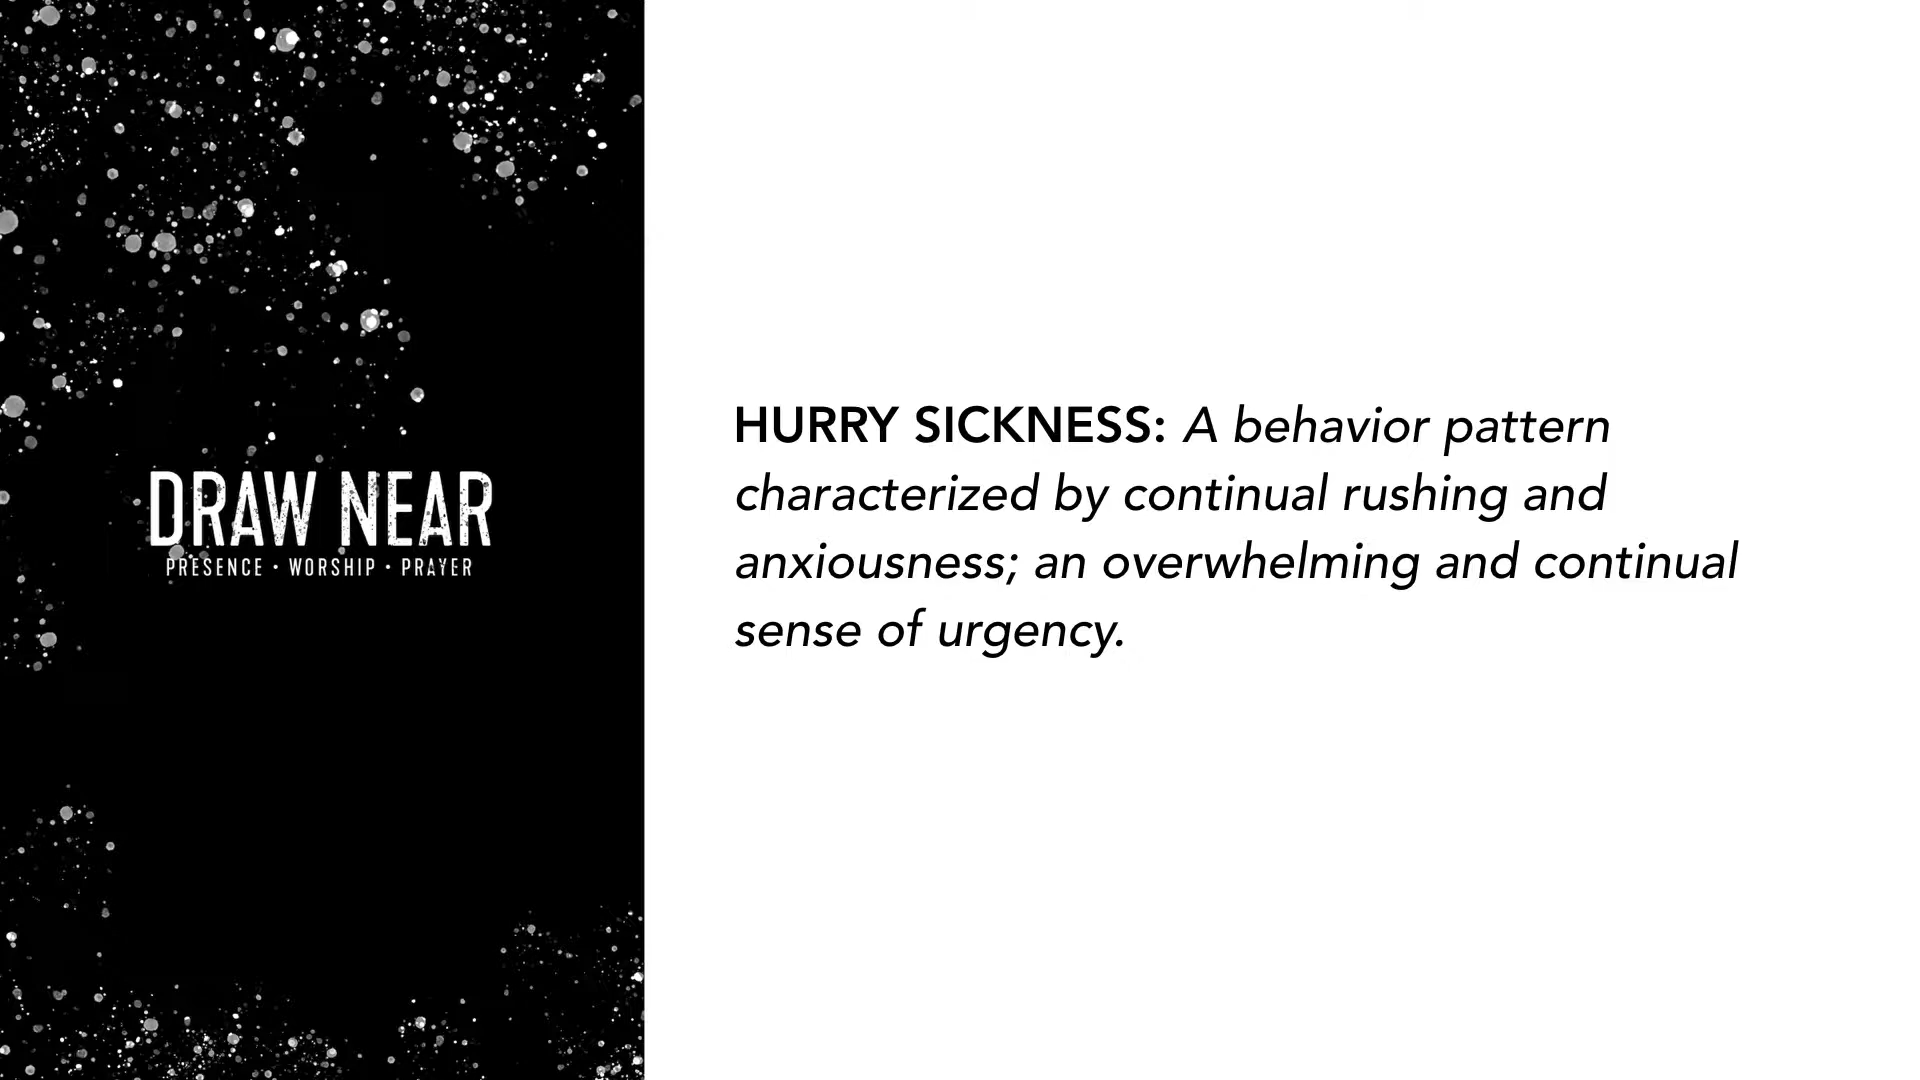 DRAW NEAR
PRESENCE • WORSHIP • PRAYER
HURRY SICKNESS: A behavior pattern
characterized by continual rushing and
anxiousness; an overwhelming and continual
sense of urgency.